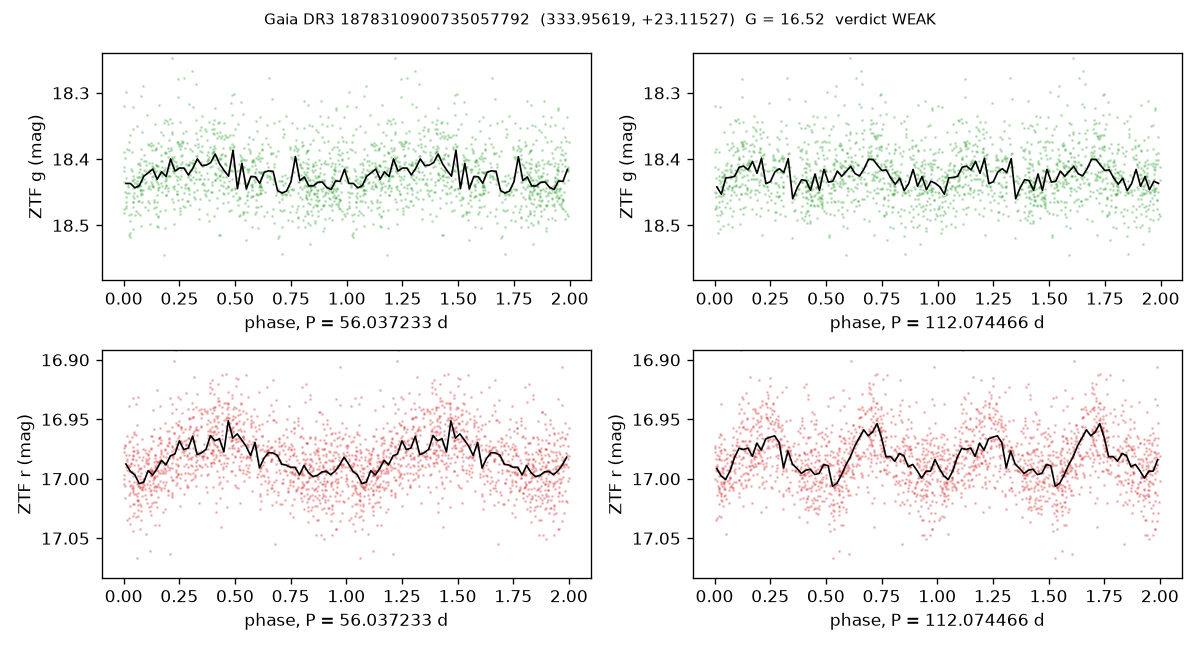 Gaia DR3 1878310900735057792  (333.95619, +23.11527)  G = 16.52  verdict WEAK
ZTF g (mag)
18.3
18.4
18.5
0.00 0.25 0.50 0.75 1.00 1.25 1.50 1.75 2.00
phase, P = 56.037233 d
ZTF g (mag)
18.3
18.4
18.5
0.00 0.25 0.50 0.75 1.00 1.25 1.50 1.75 2.00
phase, P = 112.074466 d
ZTF r (mag)
16.90
16.95
17.00
17.05
0.00 0.25 0.50 0.75 1.00 1.25 1.50 1.75 2.00
phase, P = 56.037233 d
ZTF r (mag)
16.90
16.95
17.00
17.05
0.00 0.25 0.50 0.75 1.00 1.25 1.50 1.75 2.00
phase, P = 112.074466 d